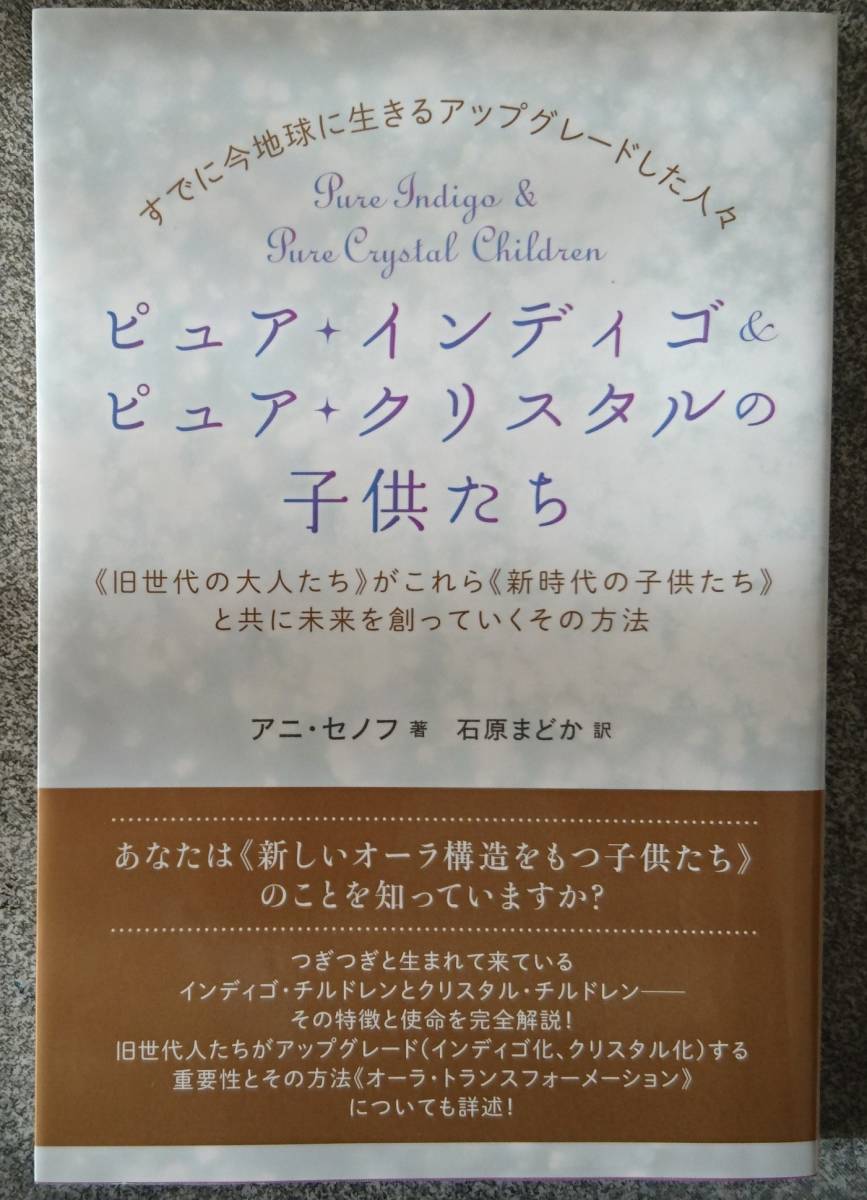 すでに今地球に生きるアップグレードした人々
Pure Indigo &
Pure Crystal Children
ピュア✦インディゴ&
ピュア✦クリスタルの
子供たち
《旧世代の大人たち》がこれら《新時代の子供たち》
と共に未来を創っていくその方法
アニ・セノフ 著 石原まどか 訳
あなたは《新しいオーラ構造をもつ子供たち》
のことを知っていますか?
つぎつぎと生まれて来ている
インディゴ・チルドレンとクリスタル・チルドレン――
その特徴と使命を完全解説!
旧世代人たちがアップグレード(インディゴ化、クリスタル化)する
重要性とその方法《オーラ・トランスフォーメーション》
についても詳述!